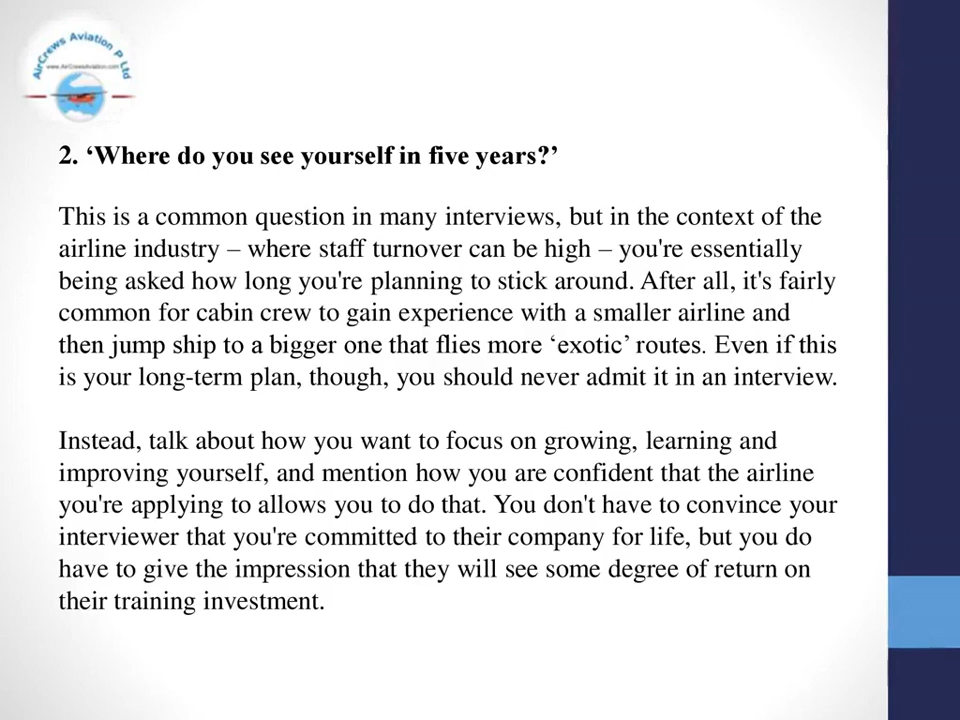 AirCrews Aviation P Ltd
www.AirCrewsAviation.com
2. ‘Where do you see yourself in five years?’
This is a common question in many interviews, but in the context of the
airline industry – where staff turnover can be high – you're essentially
being asked how long you're planning to stick around. After all, it's fairly
common for cabin crew to gain experience with a smaller airline and
then jump ship to a bigger one that flies more ‘exotic’ routes. Even if this
is your long-term plan, though, you should never admit it in an interview.
Instead, talk about how you want to focus on growing, learning and
improving yourself, and mention how you are confident that the airline
you're applying to allows you to do that. You don't have to convince your
interviewer that you're committed to their company for life, but you do
have to give the impression that they will see some degree of return on
their training investment.